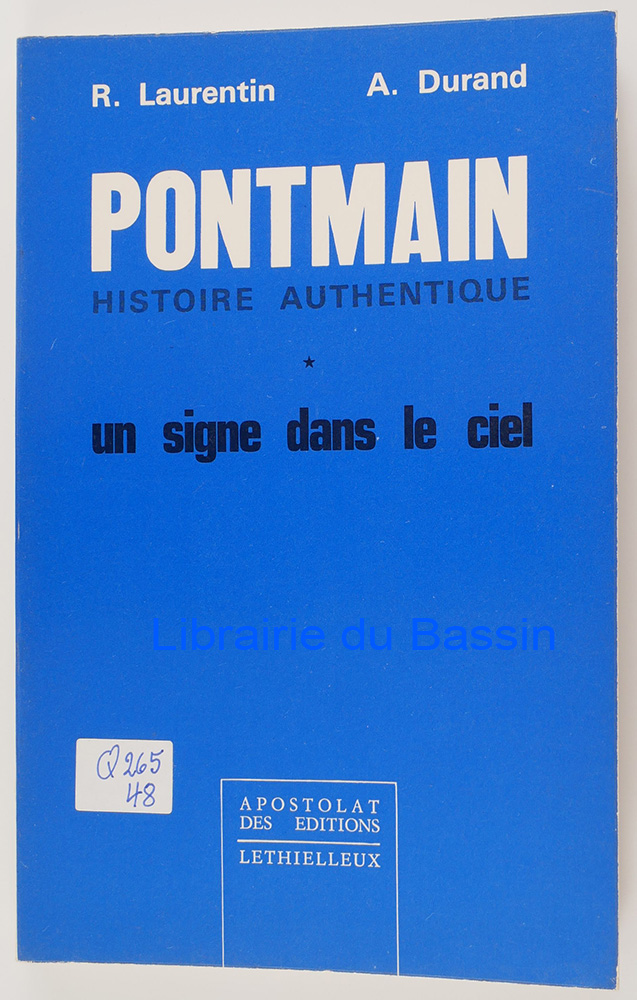 R. Laurentin A. Durand
PONTMAIN
HISTOIRE AUTHENTIQUE
*
un signe dans le ciel
Librairie du Bassin
Q 265
48
APOSTOLAT
DES EDITIONS
LETHIELLEUX